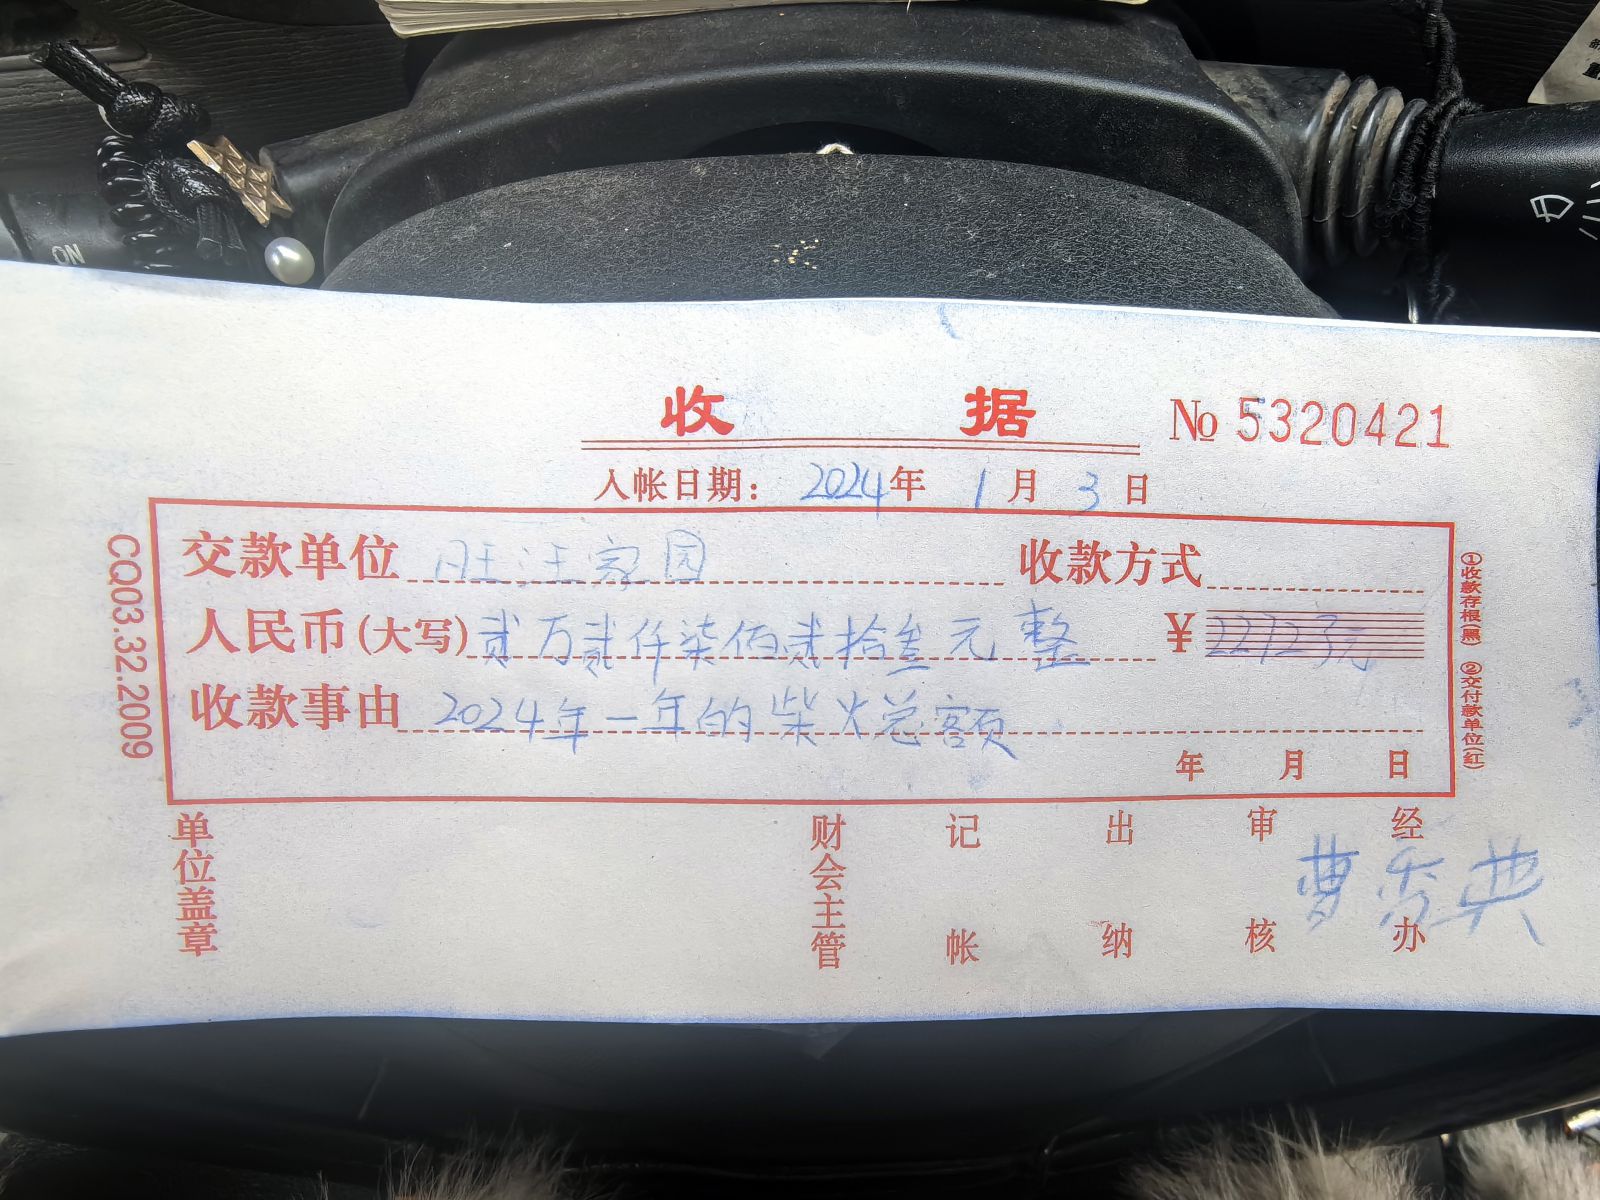 ON
收 据 № 5320421
入帐日期： 2024年 1月 3日
交款单位 旺汪家园 收款方式
人民币(大写) 贰万贰仟柒佰贰拾叁元整 ¥ 22723元
收款事由 2024年一年的柴火总额
年 月 日
CQ03.32.2009
①收款存根(黑) ②交付款单位(红)
单位盖章 财会主管 记帐 出纳 审核 经办 曹秀典